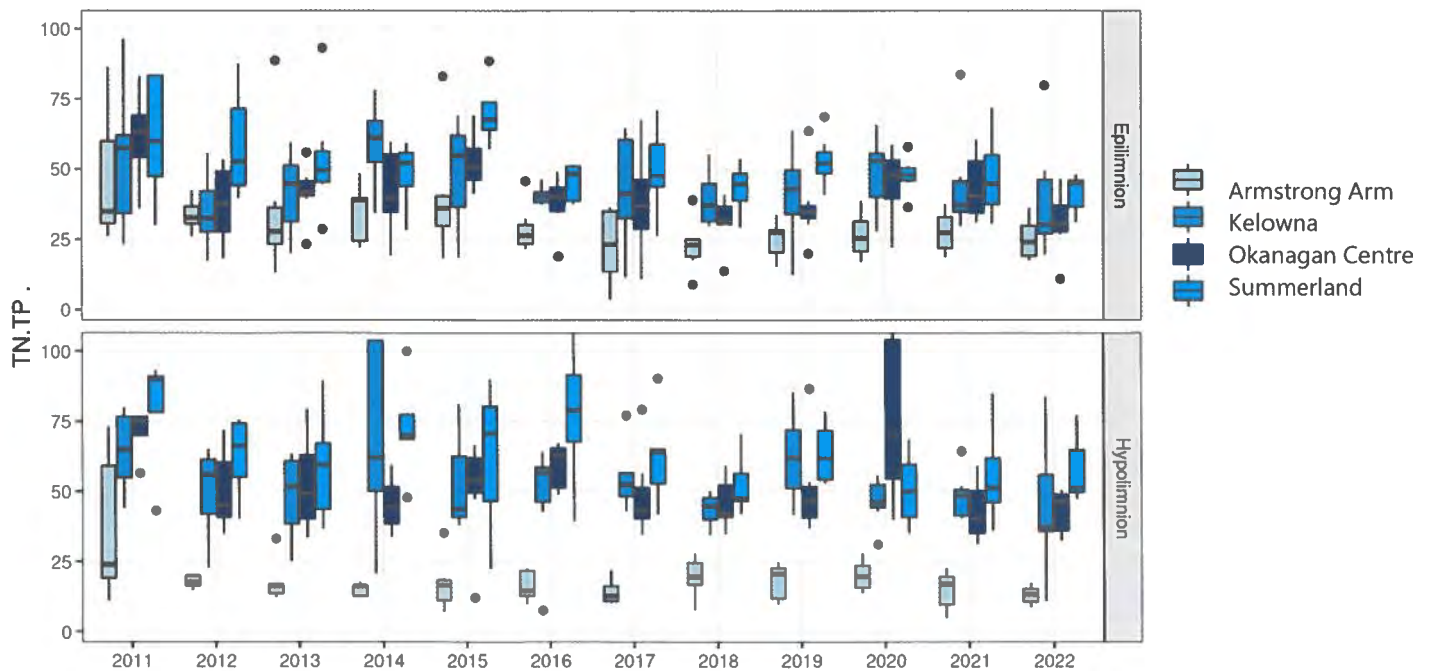 100
75
50
25
0
Epilimnion
TN.TP .
100
75
50
25
0
Hypolimnion
2011 2012 2013 2014 2015 2016 2017 2018 2019 2020 2021 2022
Armstrong Arm
Kelowna
Okanagan Centre
Summerland